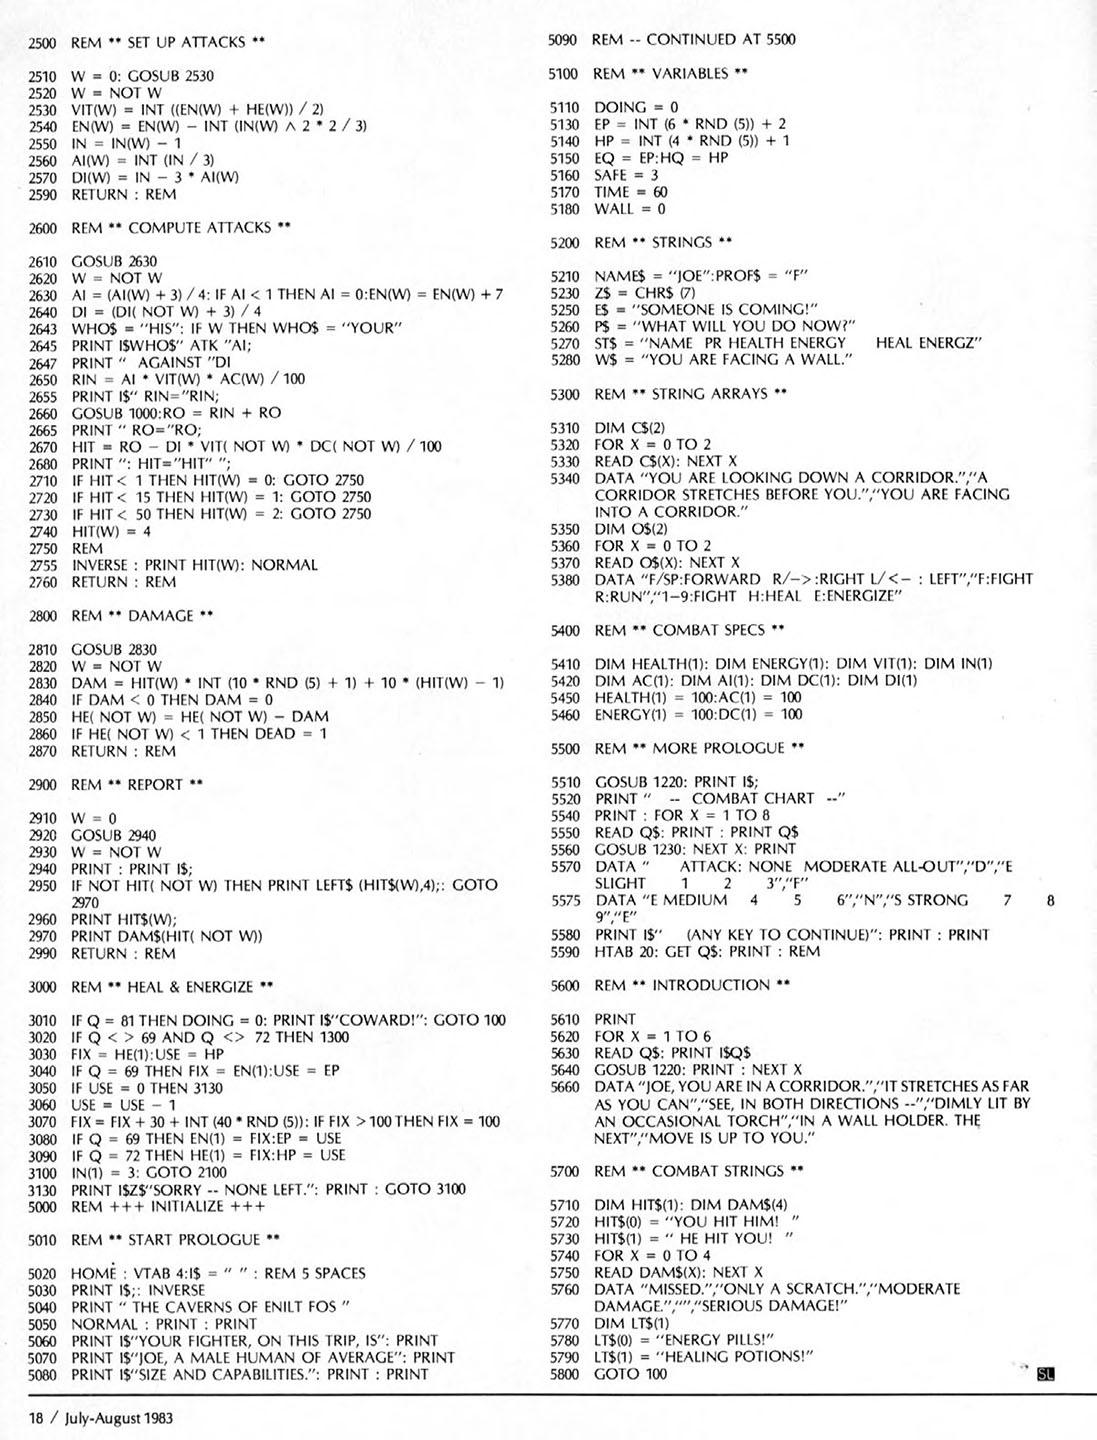 2500 REM ** SET UP ATTACKS **
2510 W = 0: GOSUB 2530
2520 W = NOT W
2530 VIT(W) = INT ((EN(W) + HE(W)) / 2)
2540 EN(W) = EN(W) − INT (IN(W) ∧ 2 * 2 / 3)
2550 IN = IN(W) − 1
2560 AI(W) = INT (IN / 3)
2570 DI(W) = IN − 3 * AI(W)
2590 RETURN : REM
2600 REM ** COMPUTE ATTACKS **
2610 GOSUB 2630
2620 W = NOT W
2630 AI = (AI(W) + 3) / 4: IF AI < 1 THEN AI = 0:EN(W) = EN(W) + 7
2640 DI = (DI( NOT W) + 3) / 4
2643 WHO$ = "HIS": IF W THEN WHO$ = "YOUR"
2645 PRINT I$WHO$" ATK "AI;
2647 PRINT " AGAINST "DI
2650 RIN = AI * VIT(W) * AC(W) / 100
2655 PRINT I$" RIN="RIN;
2660 GOSUB 1000:RO = RIN + RO
2665 PRINT " RO="RO;
2670 HIT = RO − DI * VIT( NOT W) * DC( NOT W) / 100
2680 PRINT ": HIT="HIT" ";
2710 IF HIT < 1 THEN HIT(W) = 0: GOTO 2750
2720 IF HIT < 15 THEN HIT(W) = 1: GOTO 2750
2730 IF HIT < 50 THEN HIT(W) = 2: GOTO 2750
2740 HIT(W) = 4
2750 REM
2755 INVERSE : PRINT HIT(W): NORMAL
2760 RETURN : REM
2800 REM ** DAMAGE **
2810 GOSUB 2830
2820 W = NOT W
2830 DAM = HIT(W) * INT (10 * RND (5) + 1) + 10 * (HIT(W) − 1)
2840 IF DAM < 0 THEN DAM = 0
2850 HE( NOT W) = HE( NOT W) − DAM
2860 IF HE( NOT W) < 1 THEN DEAD = 1
2870 RETURN : REM
2900 REM ** REPORT **
2910 W = 0
2920 GOSUB 2940
2930 W = NOT W
2940 PRINT : PRINT I$;
2950 IF NOT HIT( NOT W) THEN PRINT LEFT$ (HIT$(W),4);: GOTO
2970
2960 PRINT HIT$(W);
2970 PRINT DAM$(HIT( NOT W))
2990 RETURN : REM
3000 REM ** HEAL & ENERGIZE **
3010 IF Q = 81 THEN DOING = 0: PRINT I$"COWARD!": GOTO 100
3020 IF Q < > 69 AND Q <> 72 THEN 1300
3030 FIX = HE(1):USE = HP
3040 IF Q = 69 THEN FIX = EN(1):USE = EP
3050 IF USE = 0 THEN 3130
3060 USE = USE − 1
3070 FIX = FIX + 30 + INT (40 * RND (5)): IF FIX > 100 THEN FIX = 100
3080 IF Q = 69 THEN EN(1) = FIX:EP = USE
3090 IF Q = 72 THEN HE(1) = FIX:HP = USE
3100 IN(1) = 3: GOTO 2100
3130 PRINT I$Z$"SORRY -- NONE LEFT.": PRINT : GOTO 3100
5000 REM +++ INITIALIZE +++
5010 REM ** START PROLOGUE **
5020 HOME : VTAB 4:I$ = " " : REM 5 SPACES
5030 PRINT I$;: INVERSE
5040 PRINT " THE CAVERNS OF ENILT FOS "
5050 NORMAL : PRINT : PRINT
5060 PRINT I$"YOUR FIGHTER, ON THIS TRIP, IS": PRINT
5070 PRINT I$"JOE, A MALE HUMAN OF AVERAGE": PRINT
5080 PRINT I$"SIZE AND CAPABILITIES.": PRINT : PRINT
5090 REM -- CONTINUED AT 5500
5100 REM ** VARIABLES **
5110 DOING = 0
5130 EP = INT (6 * RND (5)) + 2
5140 HP = INT (4 * RND (5)) + 1
5150 EQ = EP:HQ = HP
5160 SAFE = 3
5170 TIME = 60
5180 WALL = 0
5200 REM ** STRINGS **
5210 NAME$ = "JOE":PROF$ = "F"
5230 Z$ = CHR$ (7)
5250 E$ = "SOMEONE IS COMING!"
5260 P$ = "WHAT WILL YOU DO NOW?"
5270 ST$ = "NAME PR HEALTH ENERGY HEAL ENERGZ"
5280 W$ = "YOU ARE FACING A WALL."
5300 REM ** STRING ARRAYS **
5310 DIM C$(2)
5320 FOR X = 0 TO 2
5330 READ C$(X): NEXT X
5340 DATA "YOU ARE LOOKING DOWN A CORRIDOR.","A
CORRIDOR STRETCHES BEFORE YOU.","YOU ARE FACING
INTO A CORRIDOR."
5350 DIM O$(2)
5360 FOR X = 0 TO 2
5370 READ O$(X): NEXT X
5380 DATA "F/SP:FORWARD R/−>:RIGHT L/<− : LEFT","F:FIGHT
R:RUN","1−9:FIGHT H:HEAL E:ENERGIZE"
5400 REM ** COMBAT SPECS **
5410 DIM HEALTH(1): DIM ENERGY(1): DIM VIT(1): DIM IN(1)
5420 DIM AC(1): DIM AI(1): DIM DC(1): DIM DI(1)
5450 HEALTH(1) = 100:AC(1) = 100
5460 ENERGY(1) = 100:DC(1) = 100
5500 REM ** MORE PROLOGUE **
5510 GOSUB 1220: PRINT I$;
5520 PRINT " -- COMBAT CHART --"
5540 PRINT : FOR X = 1 TO 8
5550 READ Q$: PRINT : PRINT Q$
5560 GOSUB 1230: NEXT X: PRINT
5570 DATA " ATTACK: NONE MODERATE ALL-OUT","D","E
SLIGHT 1 2 3","F"
5575 DATA "E MEDIUM 4 5 6","N","S STRONG 7 8
9","E"
5580 PRINT I$" (ANY KEY TO CONTINUE)": PRINT : PRINT
5590 HTAB 20: GET Q$: PRINT : REM
5600 REM ** INTRODUCTION **
5610 PRINT
5620 FOR X = 1 TO 6
5630 READ Q$: PRINT I$Q$
5640 GOSUB 1220: PRINT : NEXT X
5660 DATA "JOE, YOU ARE IN A CORRIDOR.","IT STRETCHES AS FAR
AS YOU CAN","SEE, IN BOTH DIRECTIONS --","DIMLY LIT BY
AN OCCASIONAL TORCH","IN A WALL HOLDER. THE
NEXT","MOVE IS UP TO YOU."
5700 REM ** COMBAT STRINGS **
5710 DIM HIT$(1): DIM DAM$(4)
5720 HIT$(0) = "YOU HIT HIM! "
5730 HIT$(1) = " HE HIT YOU! "
5740 FOR X = 0 TO 4
5750 READ DAM$(X): NEXT X
5760 DATA "MISSED.","ONLY A SCRATCH.","MODERATE
DAMAGE.","","SERIOUS DAMAGE!"
5770 DIM LT$(1)
5780 LT$(0) = "ENERGY PILLS!"
5790 LT$(1) = "HEALING POTIONS!"
5800 GOTO 100
SL
18 / July-August 1983